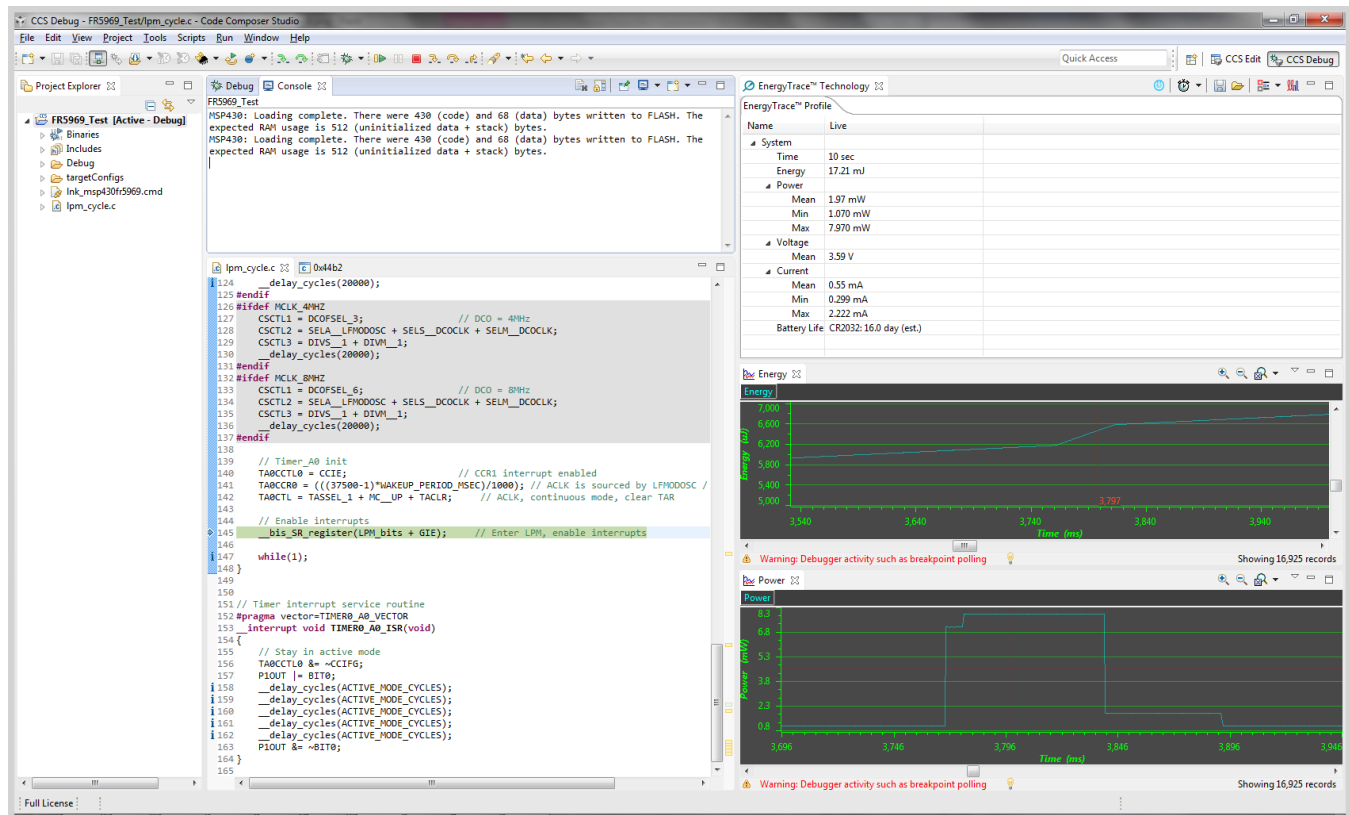 CCS Debug - FR5969_Test/lpm_cycle.c - Code Composer Studio
File Edit View Project Tools Scripts Run Window Help
Quick Access
CCS Edit
CCS Debug
Project Explorer
FR5969_Test [Active - Debug]
Binaries
Includes
Debug
targetConfigs
lnk_msp430fr5969.cmd
lpm_cycle.c
Debug Console
FR5969_Test
MSP430: Loading complete. There were 430 (code) and 68 (data) bytes written to FLASH. The
expected RAM usage is 512 (uninitialized data + stack) bytes.
MSP430: Loading complete. There were 430 (code) and 68 (data) bytes written to FLASH. The
expected RAM usage is 512 (uninitialized data + stack) bytes.
lpm_cycle.c 0x44b2
124 __delay_cycles(20000);
125 #endif
126 #ifdef MCLK_4MHZ
127 CSCTL1 = DCOFSEL_3; // DCO = 4MHz
128 CSCTL2 = SELA__LFMODOSC + SELS__DCOCLK + SELM__DCOCLK;
129 CSCTL3 = DIVS__1 + DIVM__1;
130 __delay_cycles(20000);
131 #endif
132 #ifdef MCLK_8MHZ
133 CSCTL1 = DCOFSEL_6; // DCO = 8MHz
134 CSCTL2 = SELA__LFMODOSC + SELS__DCOCLK + SELM__DCOCLK;
135 CSCTL3 = DIVS__1 + DIVM__1;
136 __delay_cycles(20000);
137 #endif
138
139 // Timer_A0 init
140 TA0CCTL0 = CCIE; // CCR1 interrupt enabled
141 TA0CCR0 = (((37500-1)*WAKEUP_PERIOD_MSEC)/1000); // ACLK is sourced by LFMODOSC /
142 TA0CTL = TASSEL_1 + MC__UP + TACLR; // ACLK, continuous mode, clear TAR
143
144 // Enable interrupts
145 __bis_SR_register(LPM_bits + GIE); // Enter LPM, enable interrupts
146
147 while(1);
148 }
149
150
151 // Timer interrupt service routine
152 #pragma vector=TIMER0_A0_VECTOR
153 __interrupt void TIMER0_A0_ISR(void)
154 {
155 // Stay in active mode
156 TA0CCTL0 &= ~CCIFG;
157 P1OUT |= BIT0;
158 __delay_cycles(ACTIVE_MODE_CYCLES);
159 __delay_cycles(ACTIVE_MODE_CYCLES);
160 __delay_cycles(ACTIVE_MODE_CYCLES);
161 __delay_cycles(ACTIVE_MODE_CYCLES);
162 __delay_cycles(ACTIVE_MODE_CYCLES);
163 P1OUT &= ~BIT0;
164 }
165
EnergyTrace™ Technology
EnergyTrace™ Profile
Name Live
System
Time 10 sec
Energy 17.21 mJ
Power
Mean 1.97 mW
Min 1.070 mW
Max 7.970 mW
Voltage
Mean 3.59 V
Current
Mean 0.55 mA
Min 0.299 mA
Max 2.222 mA
Battery Life CR2032: 16.0 day (est.)
Energy
Energy
Energy (uJ)
7,000
6,600
6,200
5,800
5,400
5,000
3,797
3,540 3,640 3,740 3,840 3,940
Time (ms)
Warning: Debugger activity such as breakpoint polling
Showing 16,925 records
Power
Power
Power (mW)
8.3
6.8
5.3
3.8
2.3
0.8
3,696 3,746 3,796 3,846 3,896 3,946
Time (ms)
Warning: Debugger activity such as breakpoint polling
Showing 16,925 records
Full License